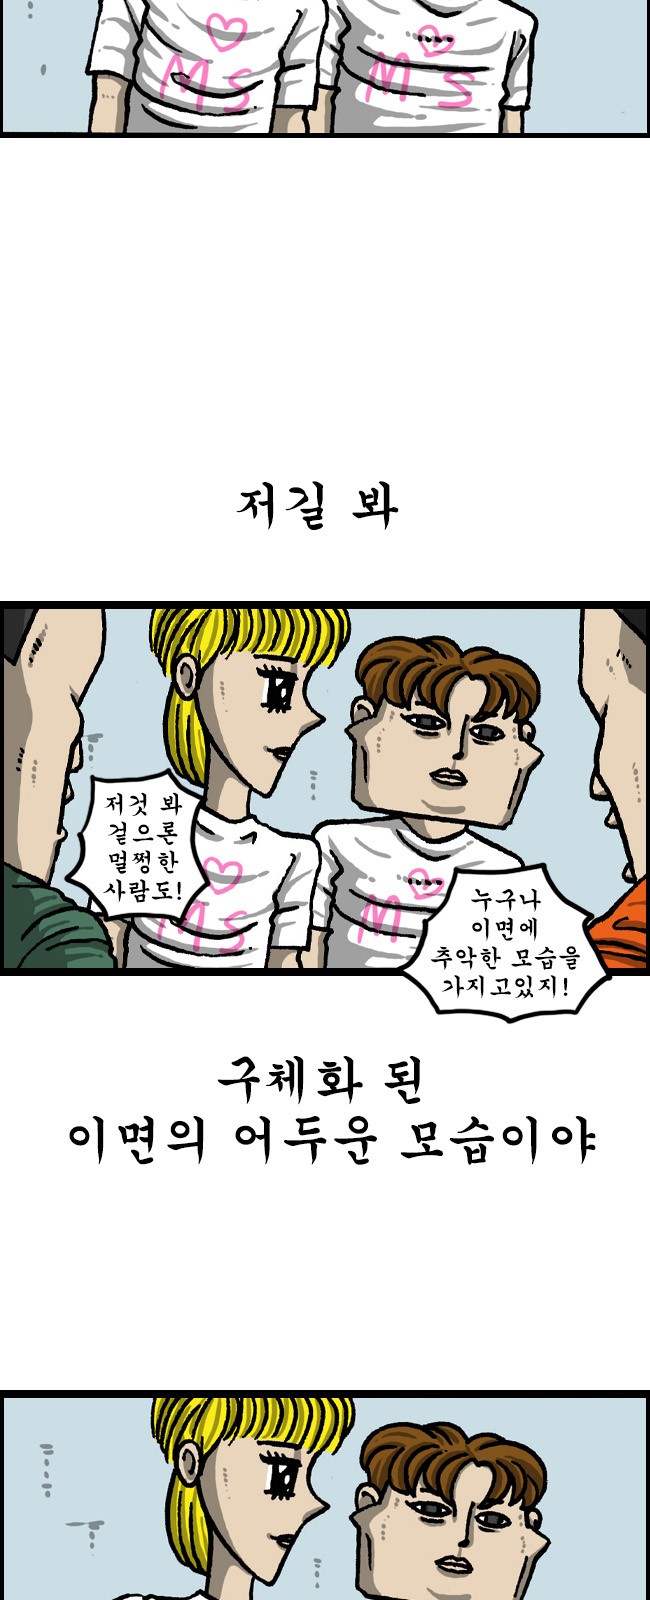 M S
M S
저길 봐
저것 봐
겉으론
멀쩡한
사람도!
M S
M
누구나
이면에
추악한 모습을
가지고있지!
구체화 된
이면의 어두운 모습이야